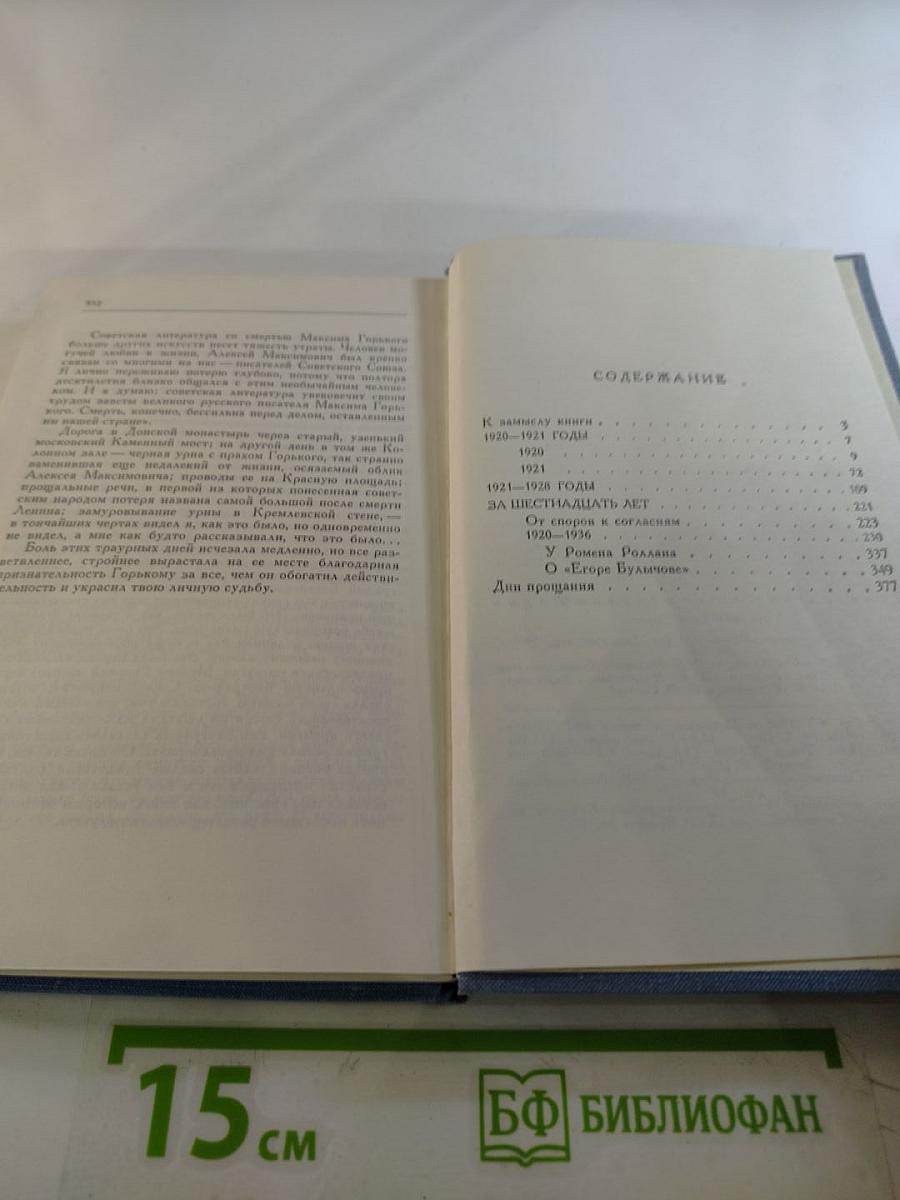 Советская литература со смертью Максима Горького
больше других искусств несет тяжесть утраты. Человек мо-
гучей любви к жизни, Алексей Максимович был крепко
связан со многими из нас — писателей Советского Союза.
Я лично переживаю потерю глубоко, потому что полтора
десятилетия близко общался с этим необычайным челове-
ком. И я думаю: советская литература увековечит своим
трудом заветы великого русского писателя Максима Горь-
кого. Смерть, конечно, бессильна перед делом, оставленным
им нашей стране».
Дорога в Донской монастырь через старый, узенький
московский Каменный мост; на другой день в том же Ко-
лонном зале — черная урна с прахом Горького, так странно
заменившая еще недалекий от жизни, осязаемый облик
Алексея Максимовича; проводы ее на Красную площадь;
прощальные речи, в первой из которых понесенная совет-
ским народом потеря названа самой большой после смерти
Ленина; замуровывание урны в Кремлевской стене, —
в тончайших чертах видел я, как это было, но одновременно
не видел, а мне как будто рассказывали, что это было...
Боль этих траурных дней исчезала медленно, но все раз-
ветвленнее, стройнее вырастала на ее месте благодарная
признательность Горькому за все, чем он обогатил действи-
ельность и украсил твою личную судьбу.
СОДЕРЖАНИЕ
К замыслу книги . . . . . . . . . . . . 3
1920—1921 ГОДЫ . . . . . . . . . . . . 7
1920 . . . . . . . . . . . . 9
1921 . . . . . . . . . . . . 72
1921—1928 ГОДЫ . . . . . . . . . . . . 169
ЗА ШЕСТНАДЦАТЬ ЛЕТ . . . . . . . . . . 221
От споров к согласиям . . . . . . . . . 223
1920—1936 . . . . . . . . . . . . 239
У Ромена Роллана . . . . . . . . . 337
О «Егоре Булычове» . . . . . . . . . 349
Дни прощания . . . . . . . . . . . . 377
15 см
БФ БИБЛИОФАН